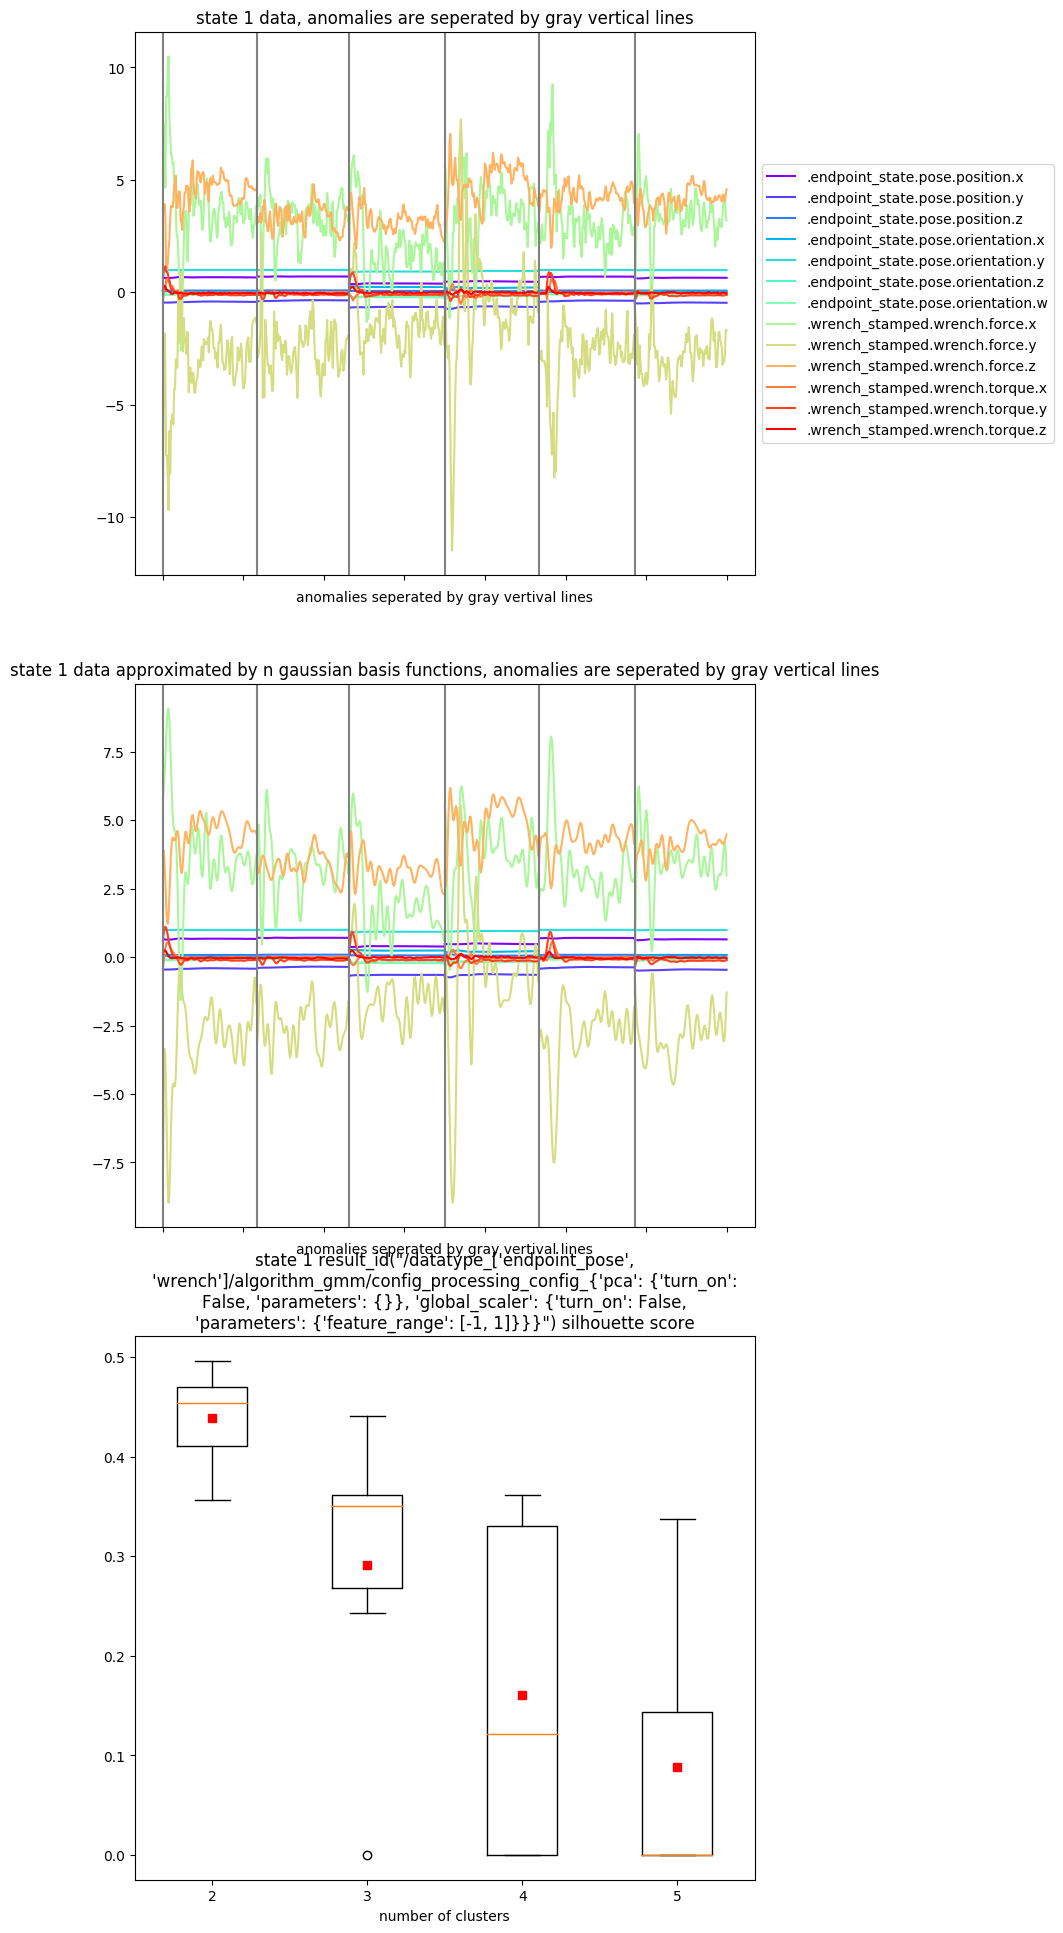 state 1 data, anomalies are seperated by gray vertical lines
10
5
0
−5
−10
.endpoint_state.pose.position.x
.endpoint_state.pose.position.y
.endpoint_state.pose.position.z
.endpoint_state.pose.orientation.x
.endpoint_state.pose.orientation.y
.endpoint_state.pose.orientation.z
.endpoint_state.pose.orientation.w
.wrench_stamped.wrench.force.x
.wrench_stamped.wrench.force.y
.wrench_stamped.wrench.force.z
.wrench_stamped.wrench.torque.x
.wrench_stamped.wrench.torque.y
.wrench_stamped.wrench.torque.z
anomalies seperated by gray vertival lines
state 1 data approximated by n gaussian basis functions, anomalies are seperated by gray vertical lines
7.5
5.0
2.5
0.0
−2.5
−5.0
−7.5
anomalies seperated by gray vertical lines
state 1 result_id("/datatype_['endpoint_pose',
'wrench']/algorithm_gmm/config_processing_config_{'pca': {'turn_on':
False, 'parameters': {}}, 'global_scaler': {'turn_on': False,
'parameters': {'feature_range': [-1, 1]}}}") silhouette score
0.5
0.4
0.3
0.2
0.1
0.0
2 3 4 5
number of clusters